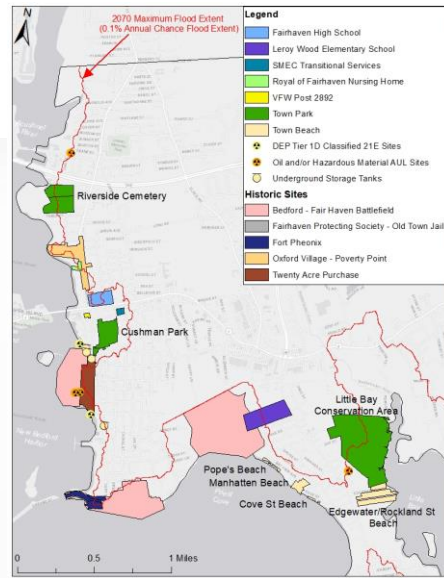 2070 Maximum Flood Extent
(0.1% Annual Chance Flood Extent)
Legend
Fairhaven High School
Leroy Wood Elementary School
SMEC Transitional Services
Royal of Fairhaven Nursing Home
VFW Post 2892
Town Park
Town Beach
DEP Tier 1D Classified 21E Sites
Oil and/or Hazardous Material AUL Sites
Underground Storage Tanks
Historic Sites
Bedford - Fair Haven Battlefield
Fairhaven Protecting Society - Old Town Jail
Fort Pheonix
Oxford Village - Poverty Point
Twenty Acre Purchase
Riverside Cemetery
Cushman Park
Little Bay
Conservation Area
Pope's Beach
Manhatten Beach
Cove St Beach
Edgewater/Rockland St
Beach
0 0.5 1 Miles